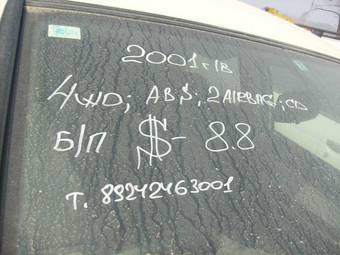 2001 г/в
4WD; ABS; 2AIRBAG; CD
Б/П $- 8.8
т. 89242463001